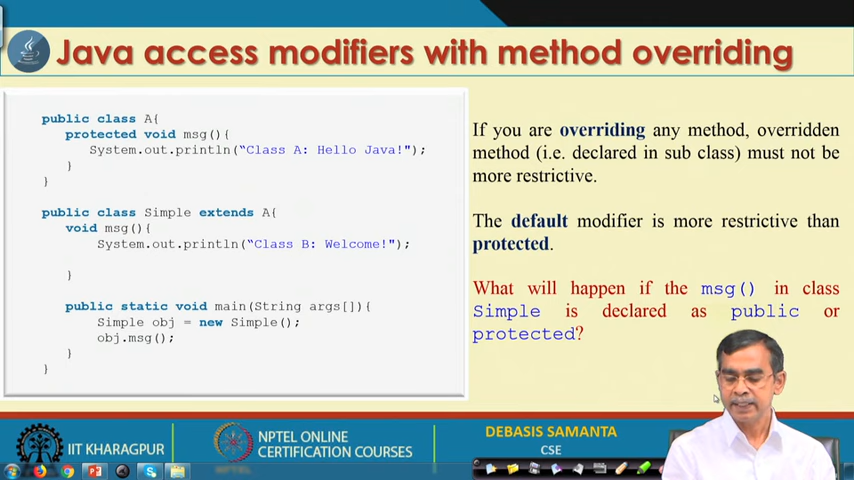 Java access modifiers with method overriding
public class A{
protected void msg(){
System.out.println(“Class A: Hello Java!");
}
}
public class Simple extends A{
void msg(){
System.out.println(“Class B: Welcome!");
}
public static void main(String args[]){
Simple obj = new Simple();
obj.msg();
}
}
If you are overriding any method, overridden
method (i.e. declared in sub class) must not be
more restrictive.
The default modifier is more restrictive than
protected.
What will happen if the msg() in class
Simple is declared as public or
protected?
IIT KHARAGPUR
NPTEL ONLINE
CERTIFICATION COURSES
DEBASIS SAMANTA
CSE